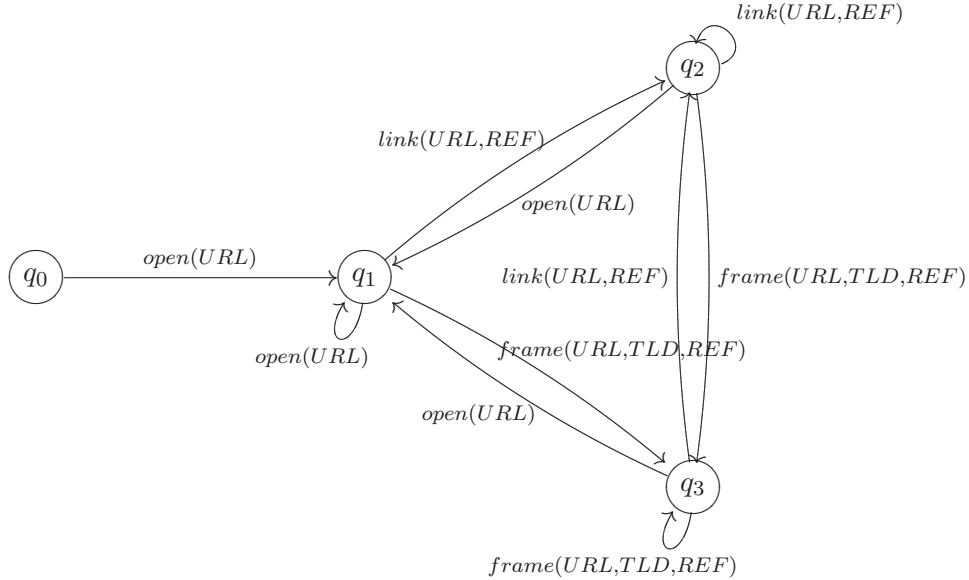 link(URL,REF)
q2
link(URL,REF)
open(URL)
open(URL)
q0
q1
link(URL,REF)
frame(URL,TLD,REF)
open(URL)
frame(URL,TLD,REF)
open(URL)
q3
frame(URL,TLD,REF)